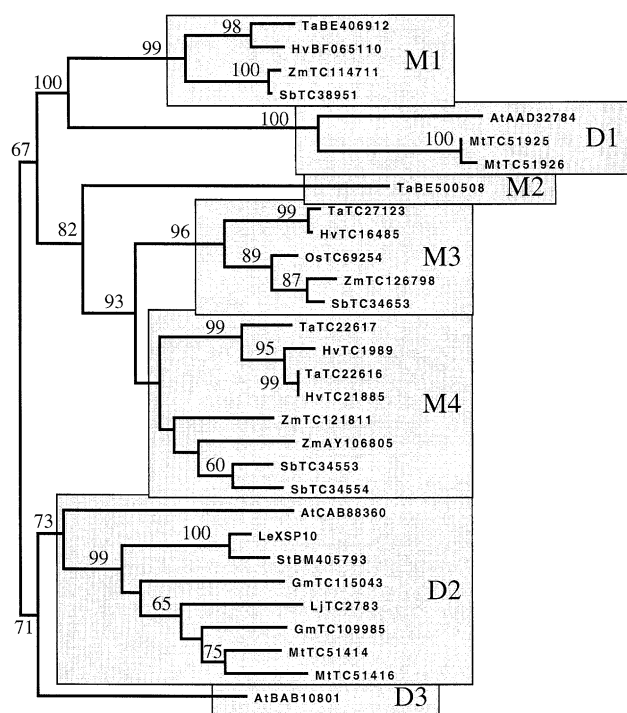 98 TaBE406912
99 HvBF065110 M1
100 ZmTC114711
SbTC38951
100
100 AtAAD32784
100 MtTC51925 D1
MtTC51926
67
TaBE500508 M2
82
99 TaTC27123
96 HvTC16485
89 OsTC69254 M3
87 ZmTC126798
SbTC34653
93
99 TaTC22617
95 HvTC1989
99 TaTC22616
HvTC21885 M4
ZmTC121811
ZmAY106805
60 SbTC34553
SbTC34554
73 AtCAB88360
100 LeXSP10
99 StBM405793
GmTC115043 D2
65 LjTC2783
GmTC109985
71 75 MtTC51414
MtTC51416
AtBAB10801 D3